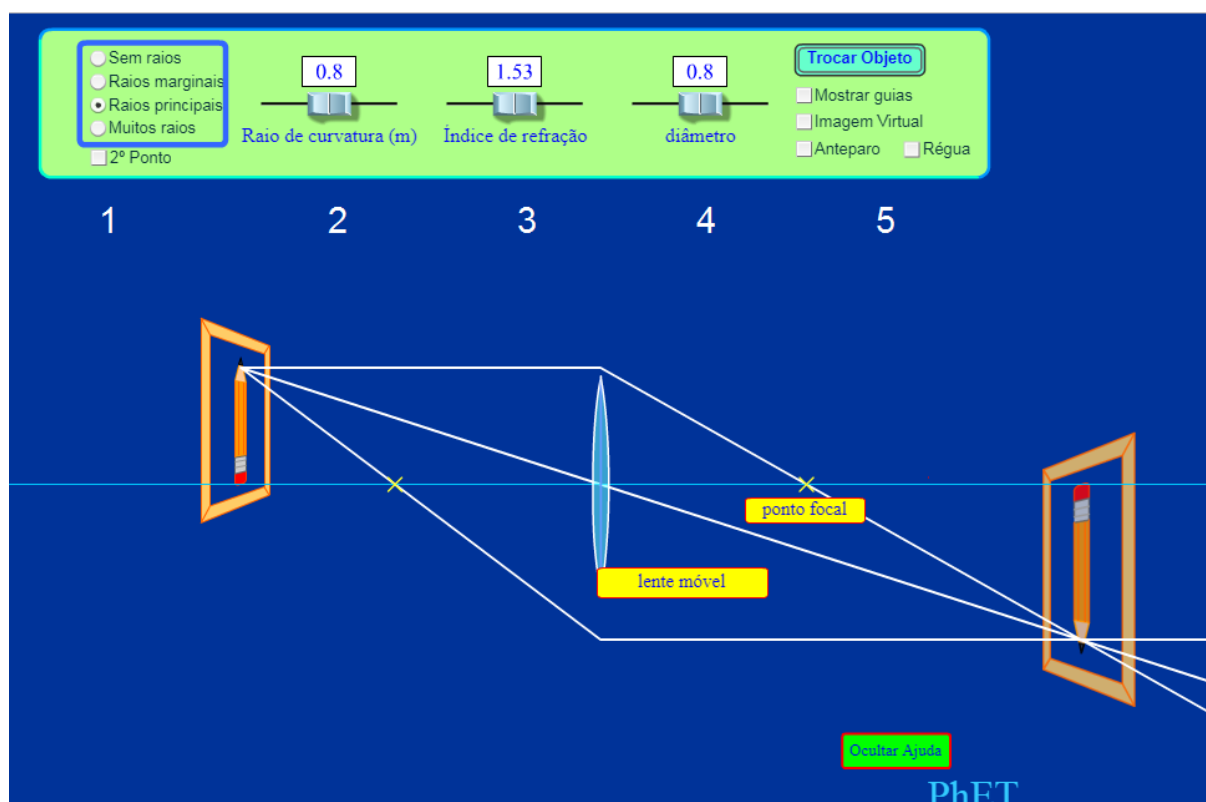 Sem raios
Raios marginais
Raios principais
Muitos raios
2º Ponto
0.8
Raio de curvatura (m)
1.53
Índice de refração
0.8
diâmetro
Trocar Objeto
Mostrar guias
Imagem Virtual
Anteparo Régua
1 2 3 4 5
ponto focal
lente móvel
Ocultar Ajuda
PhET